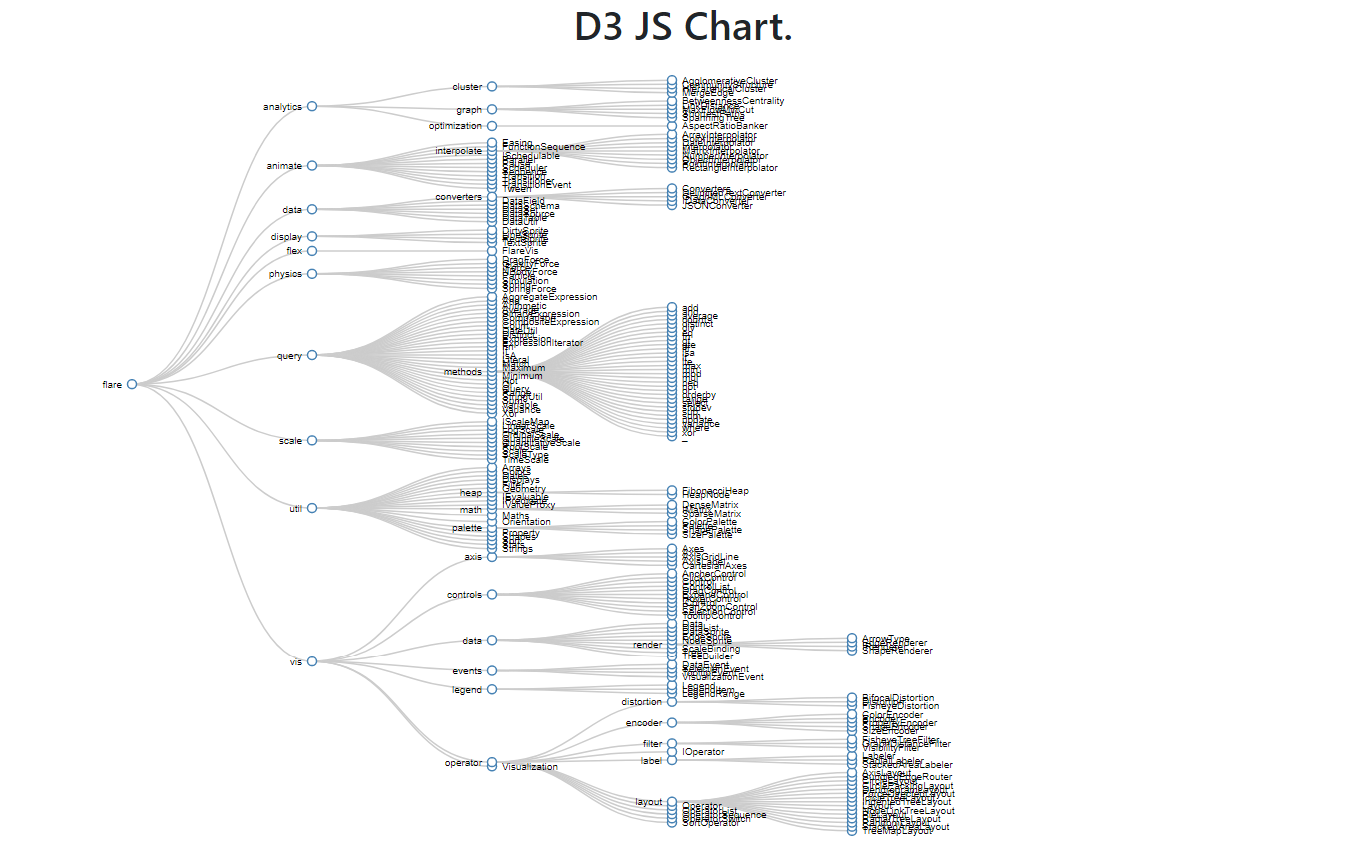 D3 JS Chart.
flare
analytics
cluster
AgglomerativeCluster
CommunityStructure
HierarchicalCluster
MergeEdge
graph
BetweennessCentrality
LinkDistance
MaxFlowMinCut
ShortestPaths
SpanningTree
optimization
AspectRatioBanker
animate
Easing
FunctionSequence
interpolate
ArrayInterpolator
ColorInterpolator
DateInterpolator
Interpolator
MatrixInterpolator
NumberInterpolator
ObjectInterpolator
PointInterpolator
RectangleInterpolator
ISchedulable
Parallel
Pause
Scheduler
Sequence
Transition
Transitioner
TransitionEvent
Tween
data
converters
Converters
DelimitedTextConverter
GraphMLConverter
IDataConverter
JSONConverter
DataField
DataSchema
DataSet
DataSource
DataTable
DataUtil
display
DirtySprite
LineSprite
RectSprite
TextSprite
flex
FlareVis
physics
DragForce
GravityForce
IForce
NBodyForce
Particle
Simulation
Spring
SpringForce
query
AggregateExpression
And
Arithmetic
Average
BinaryExpression
Comparison
CompositeExpression
Count
DateUtil
Distinct
Expression
ExpressionIterator
Fn
If
IsA
Literal
Match
Maximum
methods
add
and
average
count
distinct
div
eq
fn
gt
gte
iff
isa
lt
lte
max
min
mod
mul
neq
not
or
orderby
range
select
stddev
sub
sum
update
variance
where
xor
_
Minimum
Not
Or
Query
Range
StringUtil
Sum
Variable
Variance
Xor
scale
IScaleMap
LinearScale
LogScale
OrdinalScale
QuantileScale
QuantitativeScale
RootScale
Scale
ScaleType
TimeScale
util
Arrays
Colors
Dates
Displays
Filter
Geometry
heap
FibonacciHeap
HeapNode
IEvaluable
IPredicate
IValueProxy
math
DenseMatrix
IMatrix
SparseMatrix
Maths
Orientation
palette
ColorPalette
Palette
ShapePalette
SizePalette
Property
Shapes
Sort
Stats
Strings
vis
axis
Axes
Axis
AxisGridLine
AxisLabel
CartesianAxes
controls
AnchorControl
ClickControl
Control
ControlList
DragControl
ExpandControl
HoverControl
IControl
PanZoomControl
SelectionControl
TooltipControl
data
Data
DataList
DataSprite
EdgeSprite
NodeSprite
render
ArrowType
EdgeRenderer
IRenderer
ShapeRenderer
ScaleBinding
Tree
TreeBuilder
events
DataEvent
SelectionEvent
TooltipEvent
VisualizationEvent
legend
Legend
LegendItem
LegendRange
operator
distortion
BifocalDistortion
Distortion
FisheyeDistortion
encoder
ColorEncoder
Encoder
PropertyEncoder
ShapeEncoder
SizeEncoder
filter
FisheyeTreeFilter
GraphDistanceFilter
VisibilityFilter
IOperator
label
Labeler
RadialLabeler
StackedAreaLabeler
layout
AxisLayout
BundledEdgeRouter
CircleLayout
CirclePackingLayout
DendrogramLayout
ForceDirectedLayout
IcicleTreeLayout
IndentedTreeLayout
Layout
NodeLinkTreeLayout
PieLayout
RadialTreeLayout
RandomLayout
StackedAreaLayout
TreeMapLayout
Operator
OperatorList
OperatorSequence
OperatorSwitch
SortOperator
Visualization